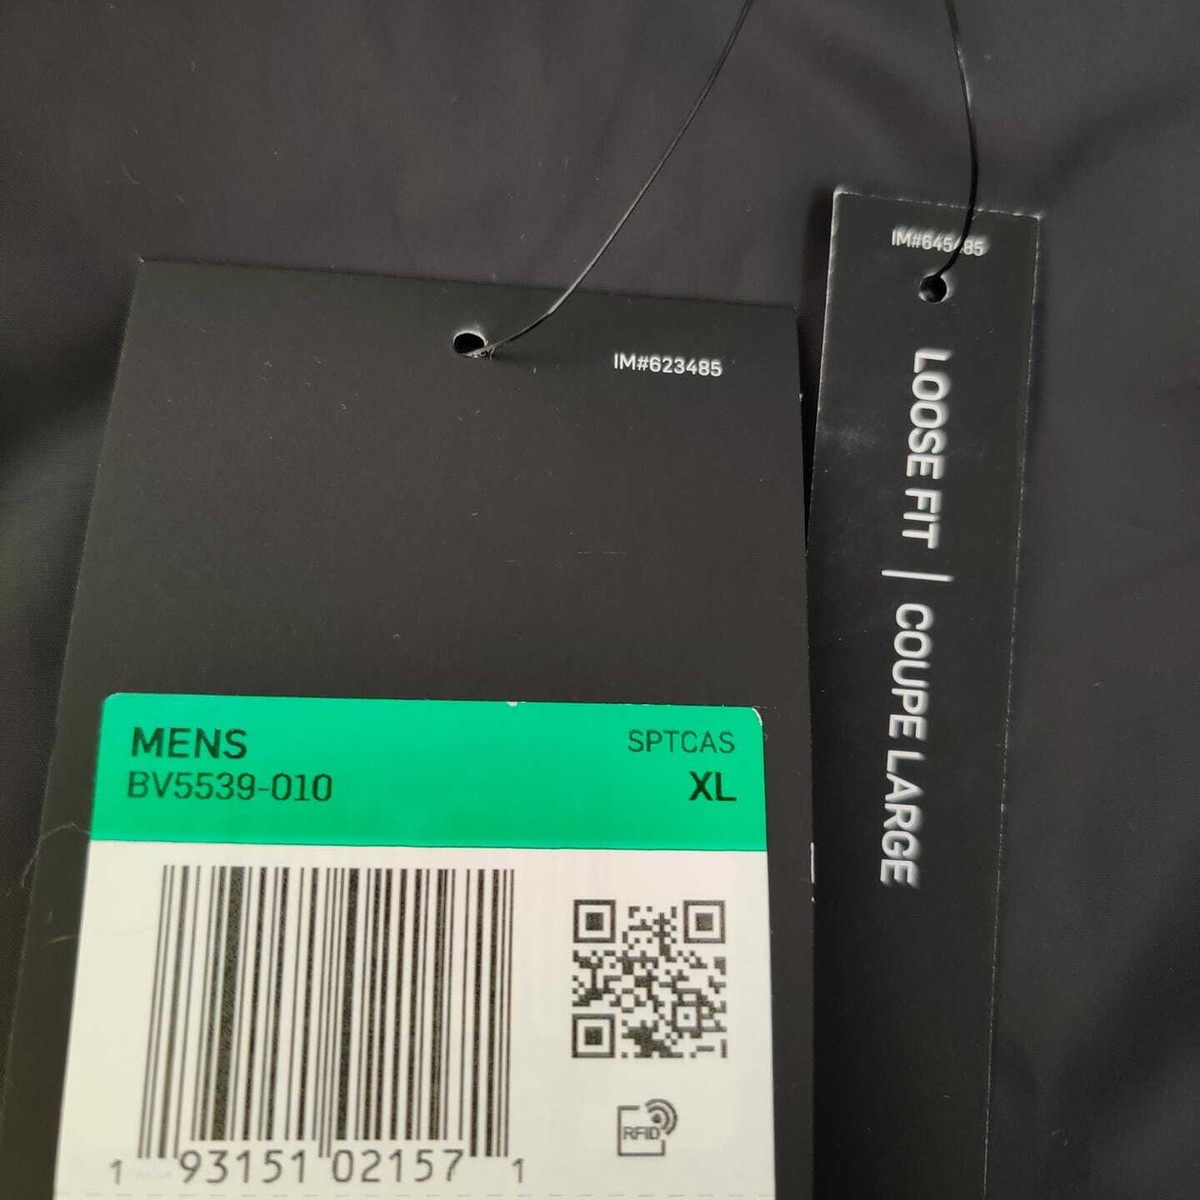 IM#623485
MENS
BV5539-010
SPTCAS
XL
1 93151 02157 1
RFID
IM#645485
LOOSE FIT | COUPE LARGE